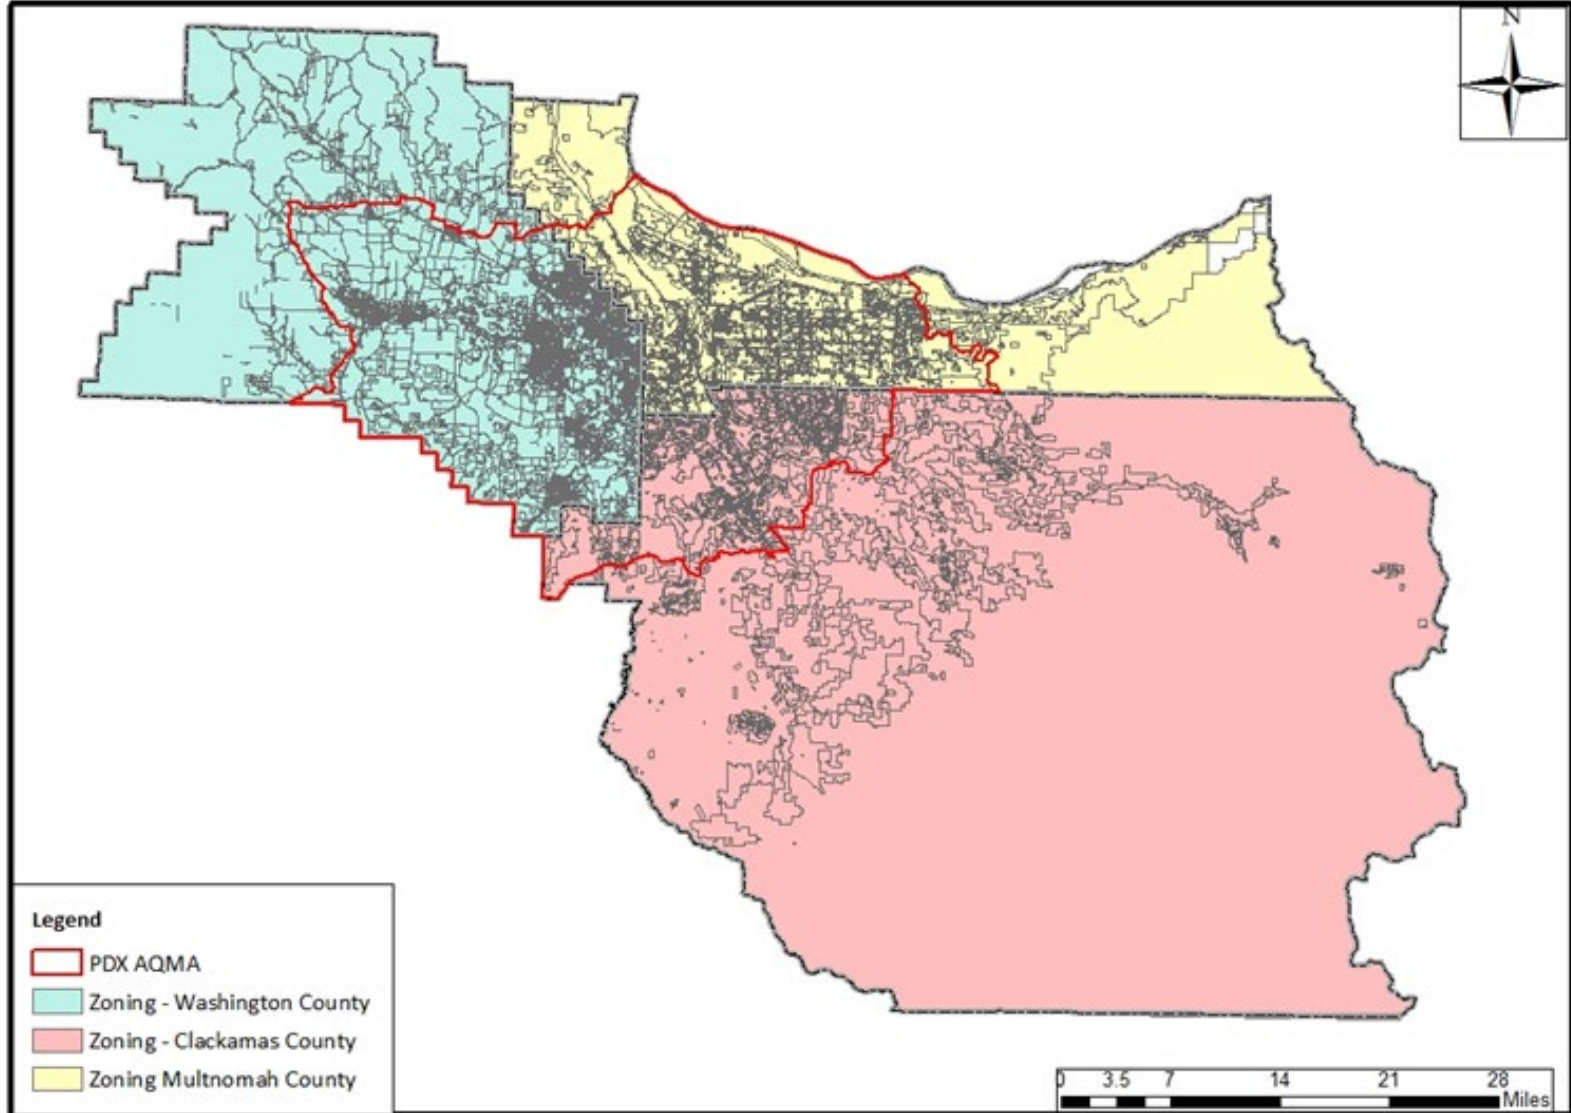 N
Legend
PDX AQMA
Zoning - Washington County
Zoning - Clackamas County
Zoning Multnomah County
0 3.5 7 14 21 28
Miles